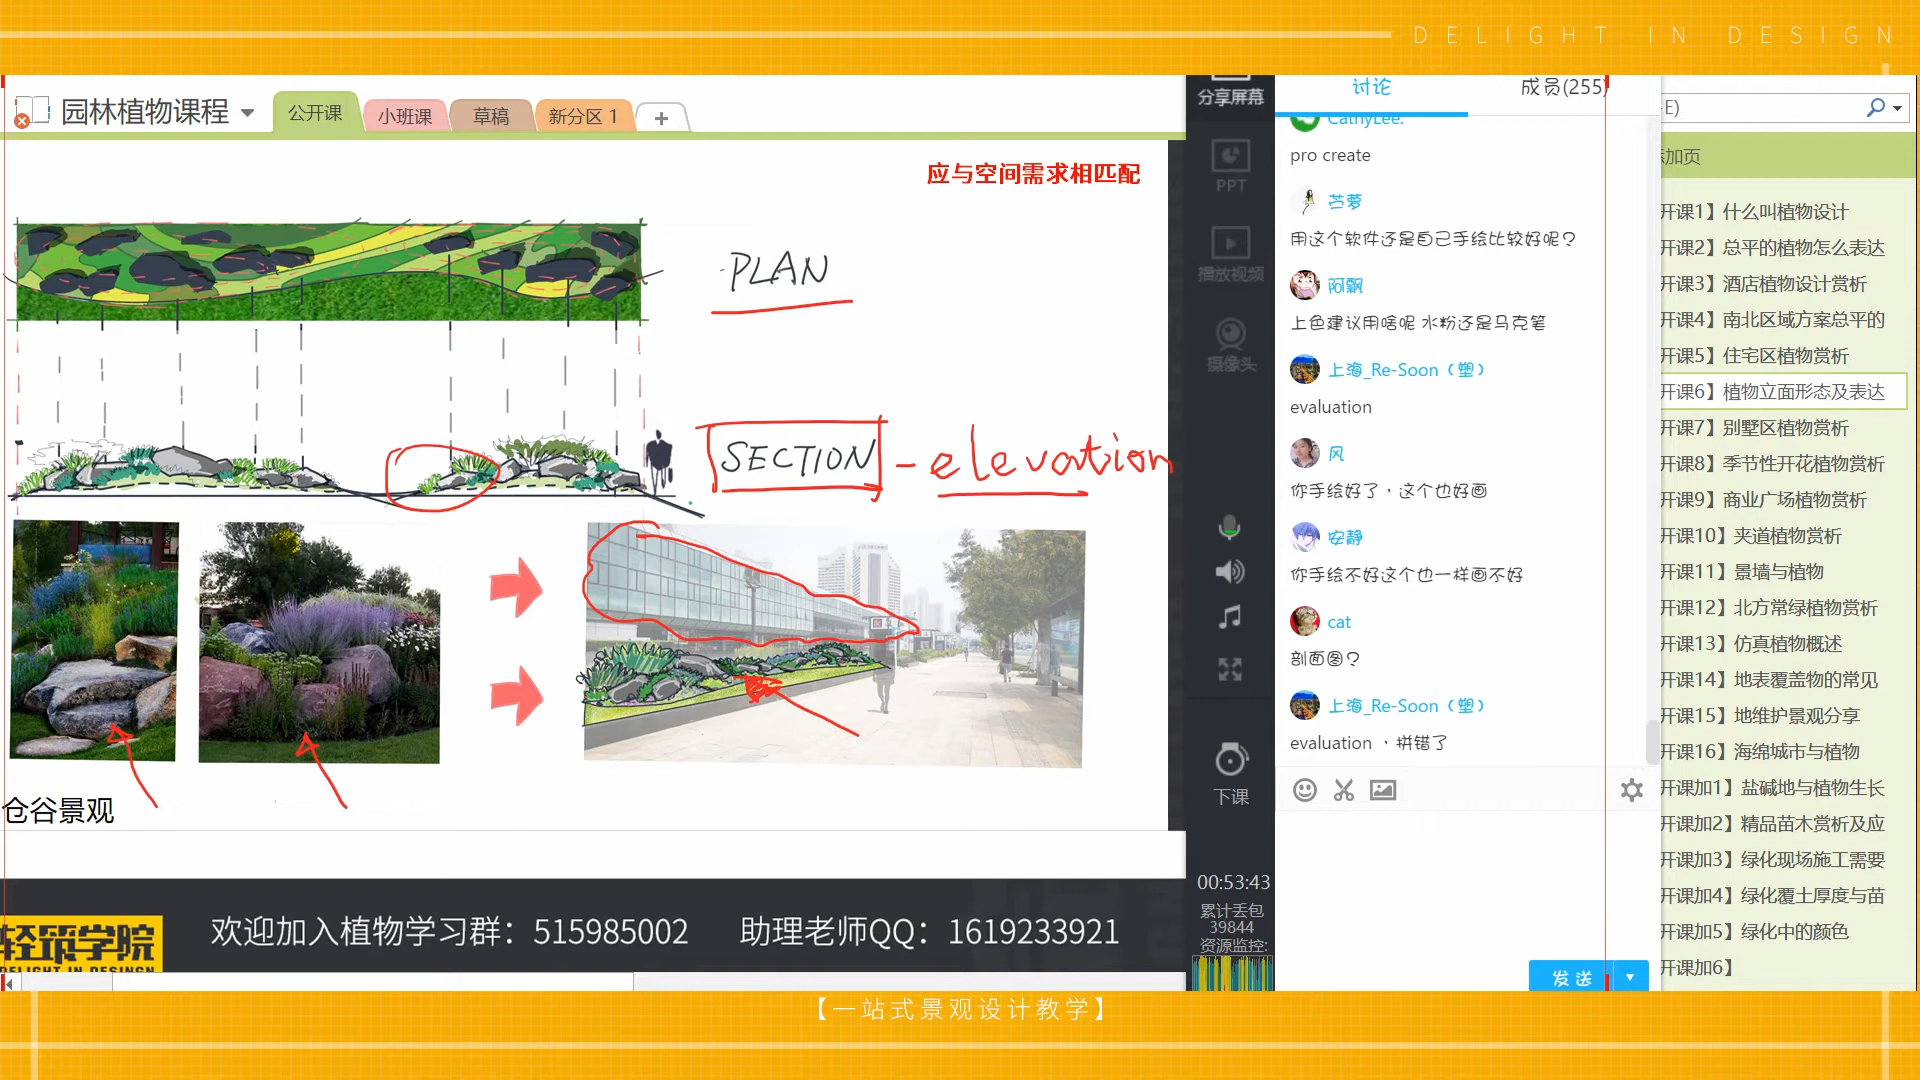 DELIGHT IN DESIGN
园林植物课程
公开课
小班课
草稿
新分区 1
应与空间需求相匹配
PLAN
SECTION - elevation
仓谷景观
轻筑学院
欢迎加入植物学习群：515985002
助理老师QQ：1619233921
分享屏幕
PPT
播放视频
摄像头
下课
00:53:43
累计丢包
39844
资源监控:
讨论
成员(255)
CathyLee.
pro create
芑萝
用这个软件还是自己手绘比较好呢？
阿飘
上色建议用啥呢 水粉还是马克笔
上海_Re-Soon（塑）
evaluation
风
你手绘好了，这个也好画
安静
你手绘不好这个也一样画不好
cat
剖面图？
上海_Re-Soon（塑）
evaluation ，拼错了
发送
E)
加页
开课1】什么叫植物设计
开课2】总平的植物怎么表达
开课3】酒店植物设计赏析
开课4】南北区域方案总平的
开课5】住宅区植物赏析
开课6】植物立面形态及表达
开课7】别墅区植物赏析
开课8】季节性开花植物赏析
开课9】商业广场植物赏析
开课10】夹道植物赏析
开课11】景墙与植物
开课12】北方常绿植物赏析
开课13】仿真植物概述
开课14】地表覆盖物的常见
开课15】地维护景观分享
开课16】海绵城市与植物
开课加1】盐碱地与植物生长
开课加2】精品苗木赏析及应
开课加3】绿化现场施工需要
开课加4】绿化覆土厚度与苗
开课加5】绿化中的颜色
开课加6】
【一站式景观设计教学】